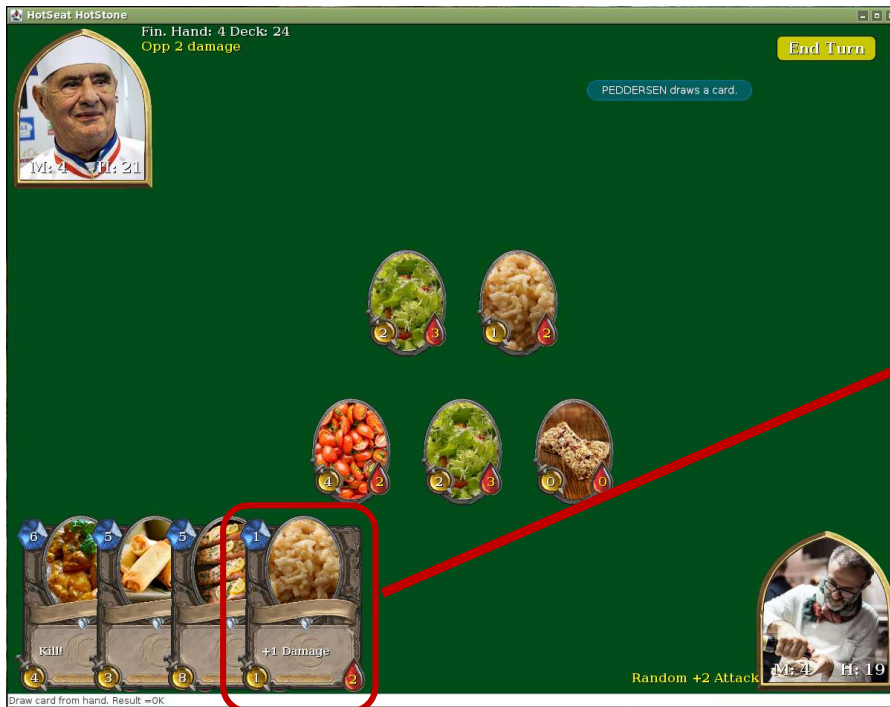 HotSeat HotStone
Fin. Hand: 4 Deck: 24
Opp 2 damage
End Turn
PEDDERSEN draws a card.
M: 4 H: 21
2 3 1 2
4 2 2 3 0 0
6 5 5 1
Kill!
+1 Damage
4 3 8 1 2
Random +2 Attack
M: 4 H: 19
Draw card from hand. Result =OK